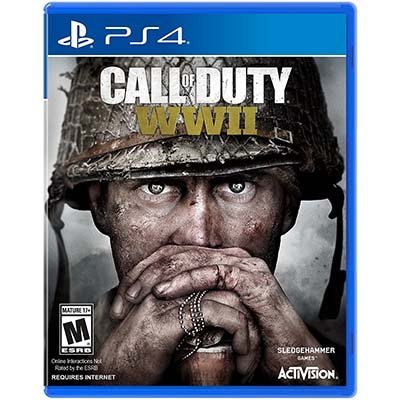 PS4
CALL OF DUTY
WWII
MATURE 17+
M
ESRB
Online Interactions Not
Rated by the ESRB
REQUIRES INTERNET
SLEDGEHAMMER
GAMES
ACTIVISION